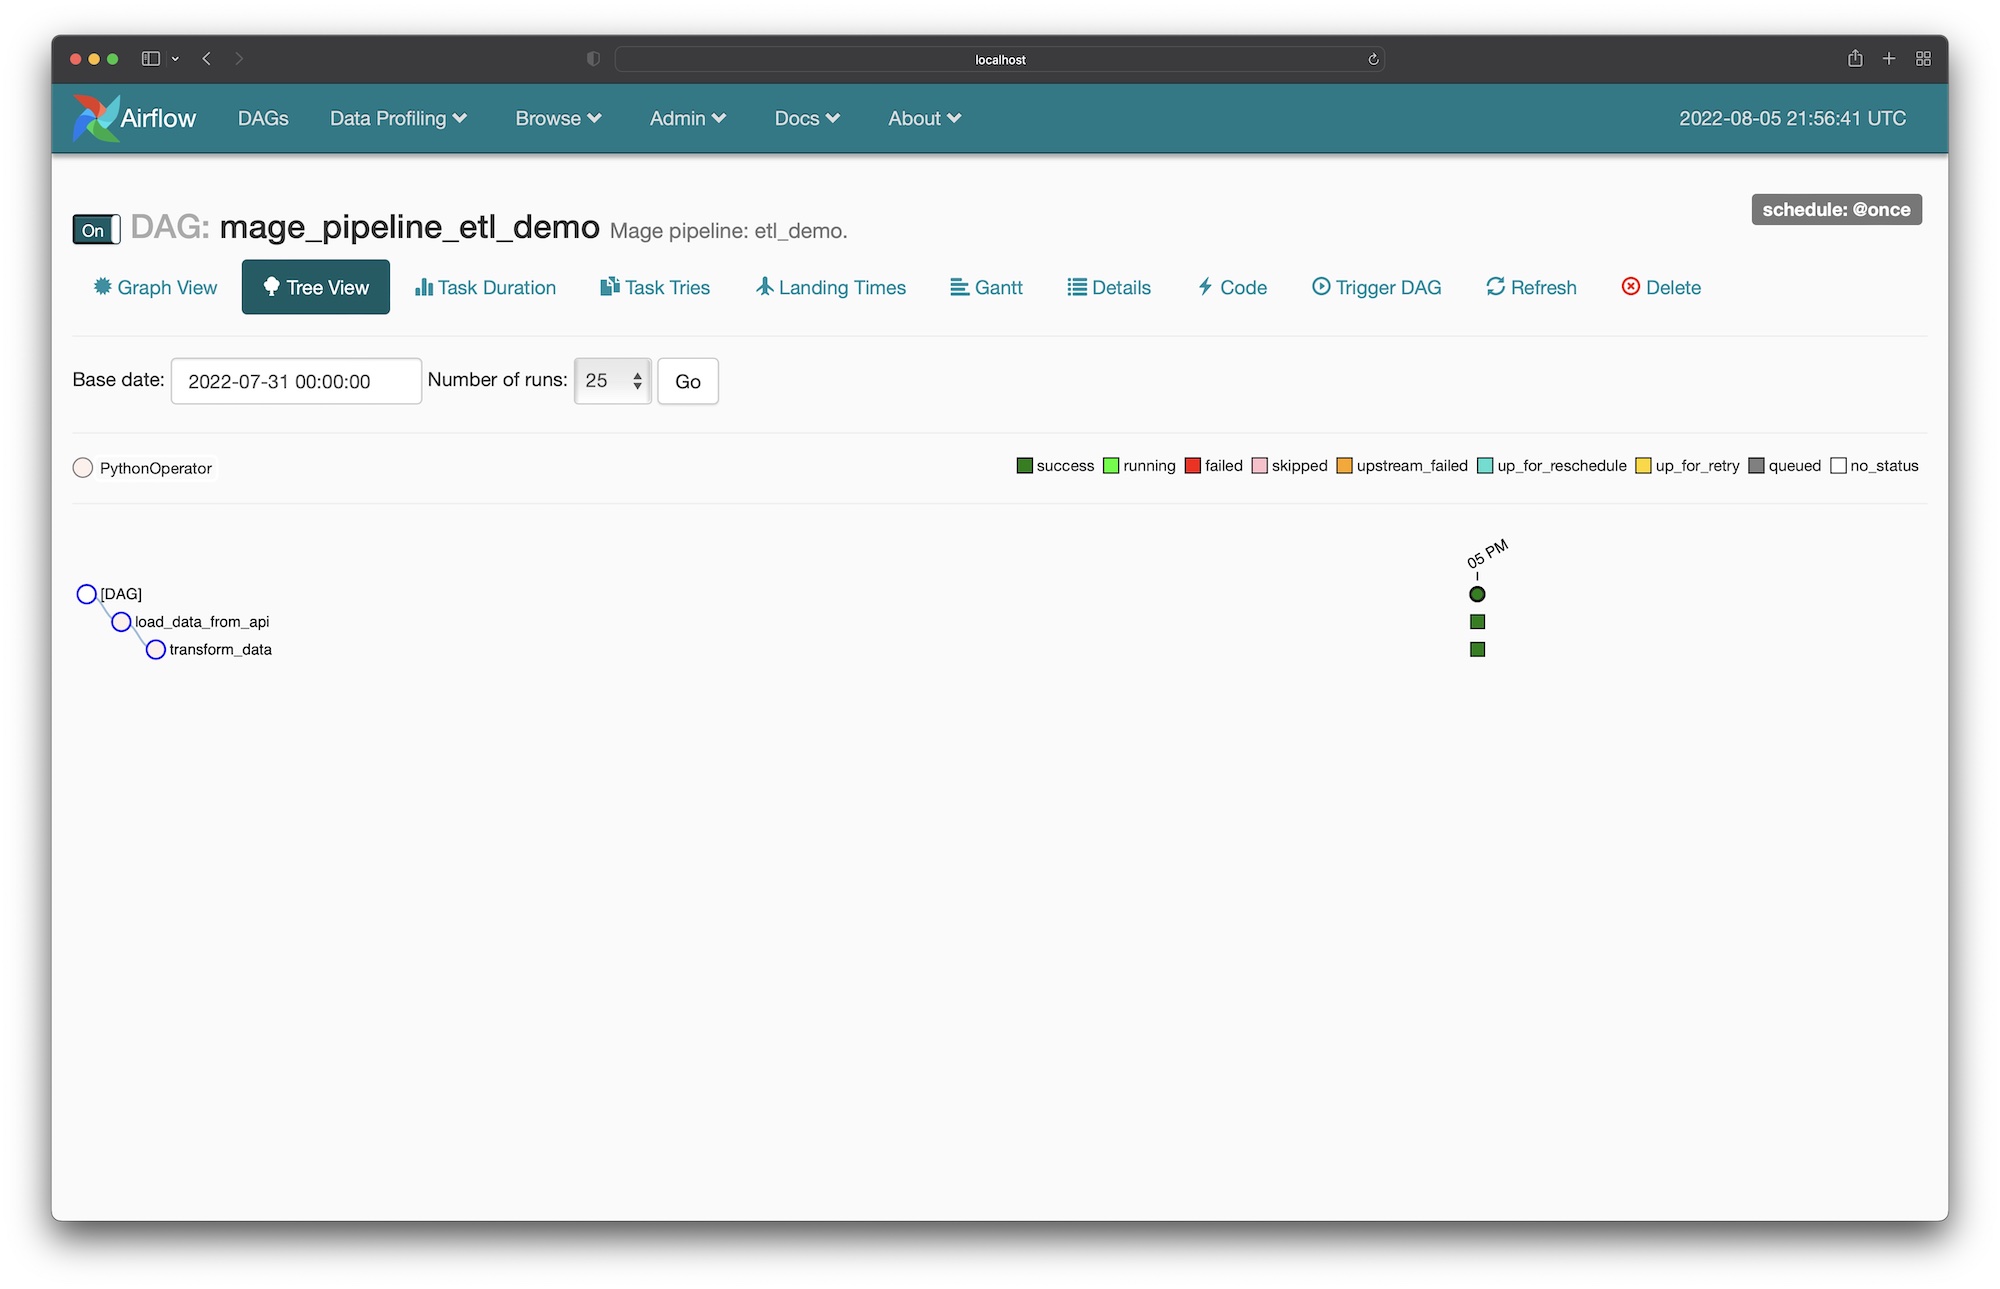 localhost
Airflow DAGs Data Profiling Browse Admin Docs About 2022-08-05 21:56:41 UTC
schedule: @once
On DAG: mage_pipeline_etl_demo Mage pipeline: etl_demo.
Graph View Tree View Task Duration Task Tries Landing Times Gantt Details Code Trigger DAG Refresh Delete
Base date: 2022-07-31 00:00:00 Number of runs: 25 Go
PythonOperator success running failed skipped upstream_failed up_for_reschedule up_for_retry queued no_status
05 PM
[DAG]
load_data_from_api
transform_data